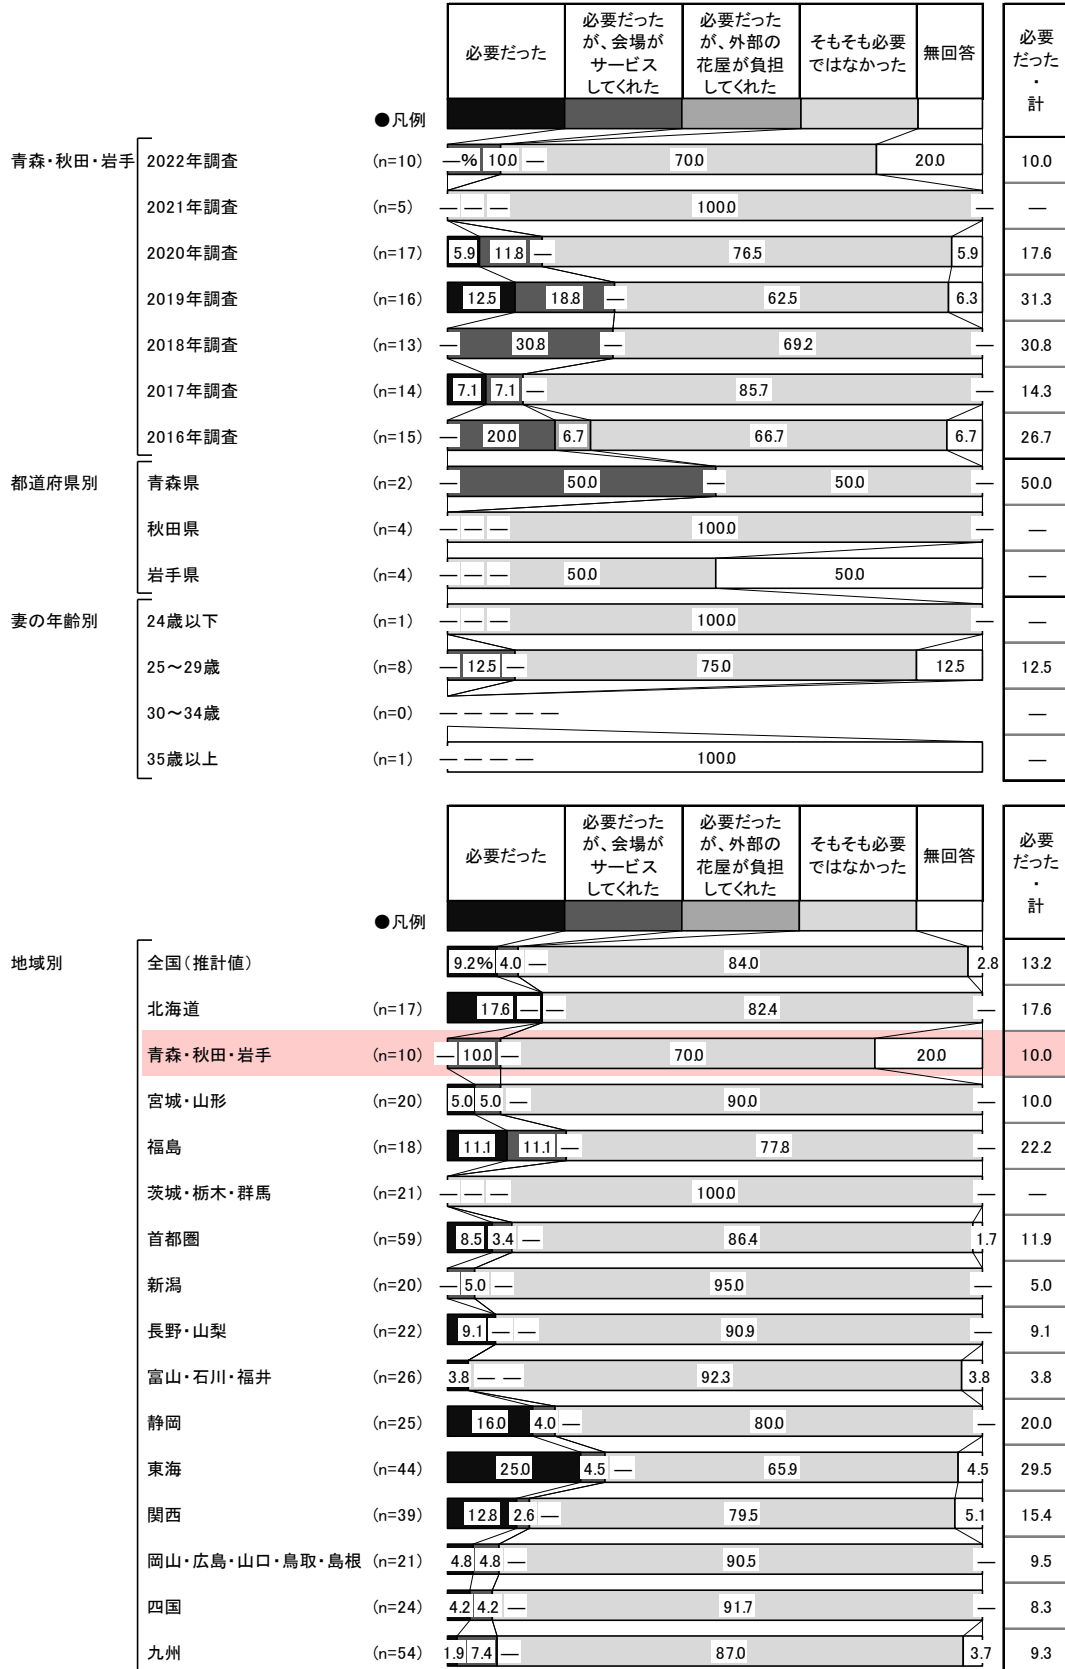 必要だった
必要だった
が、会場が
サービス
してくれた
必要だった
が、外部の
花屋が負担
してくれた
そもそも必要
ではなかった
無回答
必要
だった
・
計
●凡例
青森・秋田・岩手 2022年調査 (n=10) —% 10.0 — 70.0 20.0 10.0
2021年調査 (n=5) — — — 100.0 — —
2020年調査 (n=17) 5.9 11.8 — 76.5 5.9 17.6
2019年調査 (n=16) 12.5 18.8 — 62.5 6.3 31.3
2018年調査 (n=13) — 30.8 — 69.2 — 30.8
2017年調査 (n=14) 7.1 7.1 — 85.7 — 14.3
2016年調査 (n=15) — 20.0 6.7 66.7 6.7 26.7
都道府県別 青森県 (n=2) — 50.0 — 50.0 — 50.0
秋田県 (n=4) — — — 100.0 — —
岩手県 (n=4) — — — 50.0 50.0 —
妻の年齢別 24歳以下 (n=1) — — — 100.0 — —
25～29歳 (n=8) — 12.5 — 75.0 12.5 12.5
30～34歳 (n=0) — — — — — —
35歳以上 (n=1) — — — — 100.0 —
必要だった
必要だった
が、会場が
サービス
してくれた
必要だった
が、外部の
花屋が負担
してくれた
そもそも必要
ではなかった
無回答
必要
だった
・
計
●凡例
地域別 全国(推計値) 9.2% 4.0 — 84.0 2.8 13.2
北海道 (n=17) 17.6 — — 82.4 — 17.6
青森・秋田・岩手 (n=10) — 10.0 — 70.0 20.0 10.0
宮城・山形 (n=20) 5.0 5.0 — 90.0 — 10.0
福島 (n=18) 11.1 11.1 — 77.8 — 22.2
茨城・栃木・群馬 (n=21) — — — 100.0 — —
首都圏 (n=59) 8.5 3.4 — 86.4 1.7 11.9
新潟 (n=20) — 5.0 — 95.0 — 5.0
長野・山梨 (n=22) 9.1 — — 90.9 — 9.1
富山・石川・福井 (n=26) 3.8 — — 92.3 3.8 3.8
静岡 (n=25) 16.0 4.0 — 80.0 — 20.0
東海 (n=44) 25.0 4.5 — 65.9 4.5 29.5
関西 (n=39) 12.8 2.6 — 79.5 5.1 15.4
岡山・広島・山口・鳥取・島根 (n=21) 4.8 4.8 — 90.5 — 9.5
四国 (n=24) 4.2 4.2 — 91.7 — 8.3
九州 (n=54) 1.9 7.4 — 87.0 3.7 9.3